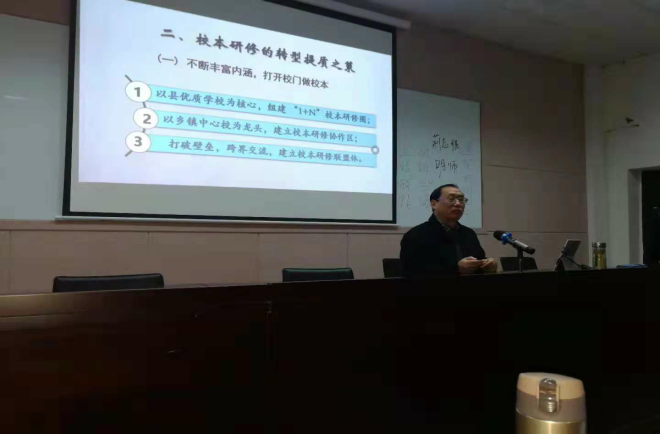 二、校本研修的转型提质之策
（一）不断丰富内涵，打开校门做校本
1 以县优质学校为核心，组建“1+N”校本研修圈；
2 以乡镇中心校为龙头，建立校本研修协作区；
3 打破壁垒，跨界交流，建立校本研修联盟体。
明师